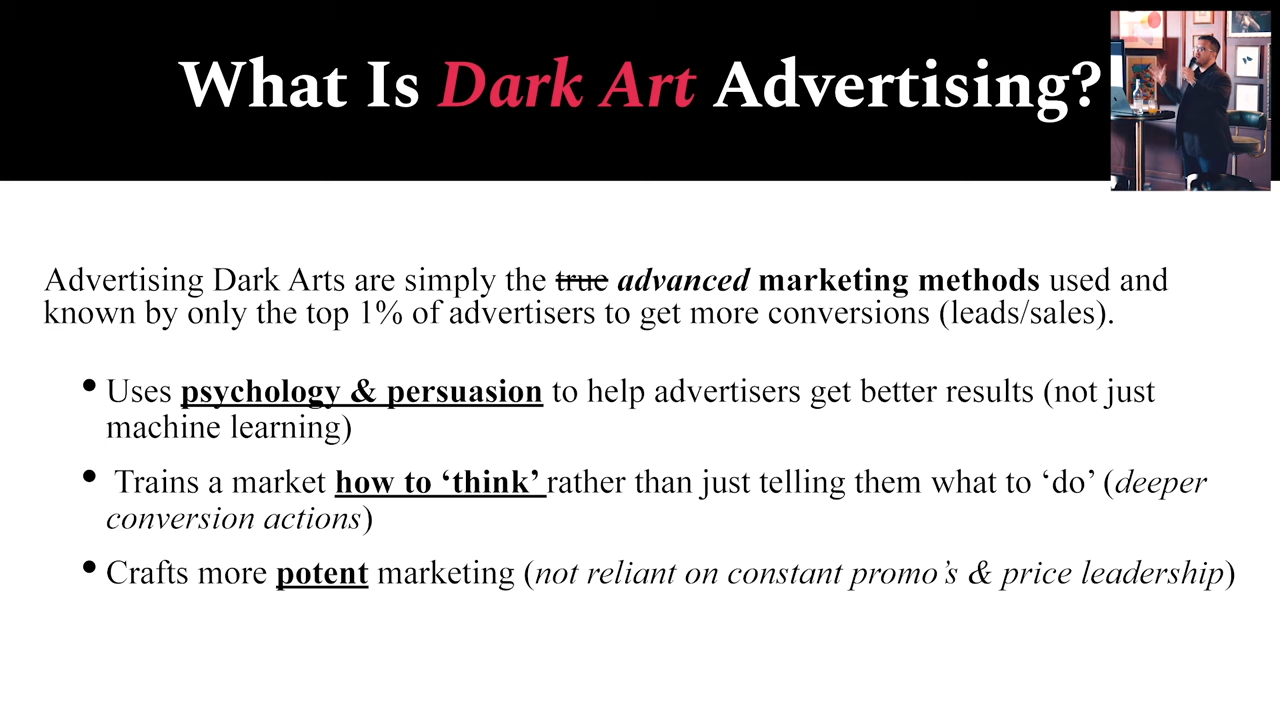 What Is Dark Art Advertising?
Advertising Dark Arts are simply the true advanced marketing methods used and
known by only the top 1% of advertisers to get more conversions (leads/sales).
• Uses psychology & persuasion to help advertisers get better results (not just
machine learning)
• Trains a market how to ‘think’ rather than just telling them what to ‘do’ (deeper
conversion actions)
• Crafts more potent marketing (not reliant on constant promo’s & price leadership)